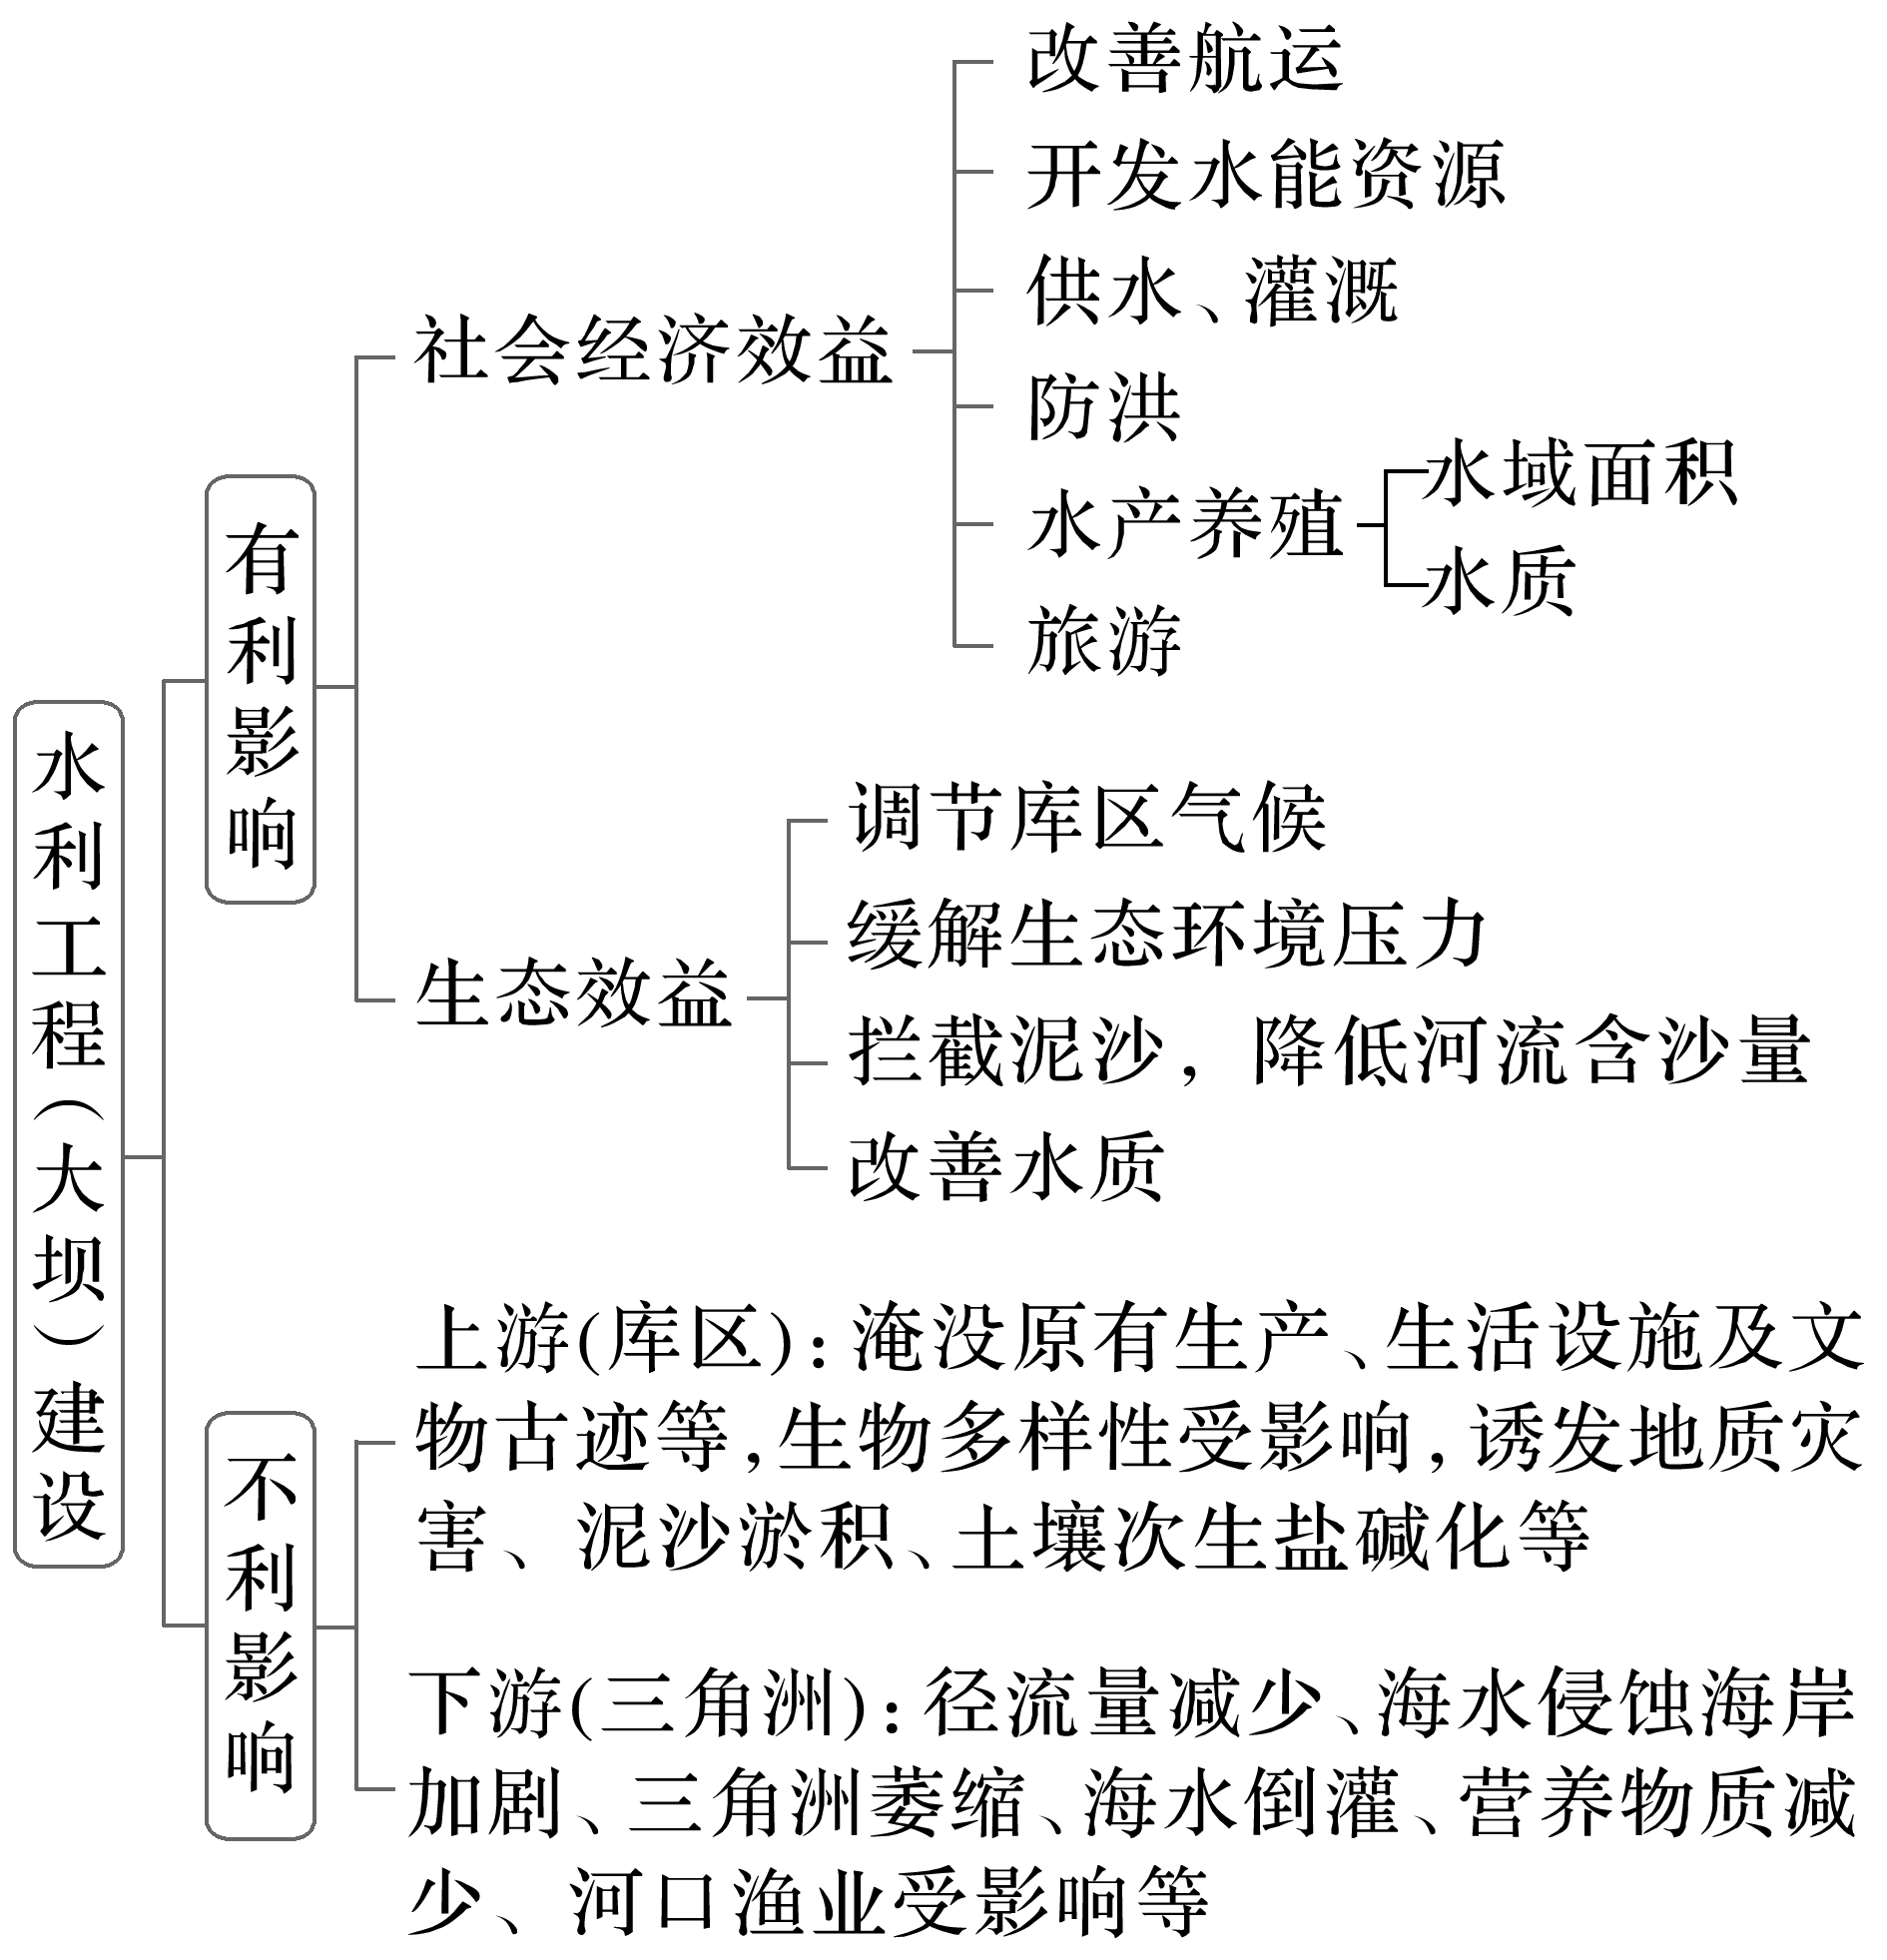 水利工程（大坝）建设
有利影响
社会经济效益
改善航运
开发水能资源
供水、灌溉
防洪
水产养殖
水域面积
水质
旅游
生态效益
调节库区气候
缓解生态环境压力
拦截泥沙，降低河流含沙量
改善水质
不利影响
上游(库区)：淹没原有生产、生活设施及文
物古迹等，生物多样性受影响，诱发地质灾
害、泥沙淤积、土壤次生盐碱化等
下游(三角洲)：径流量减少、海水侵蚀海岸
加剧、三角洲萎缩、海水倒灌、营养物质减
少、河口渔业受影响等